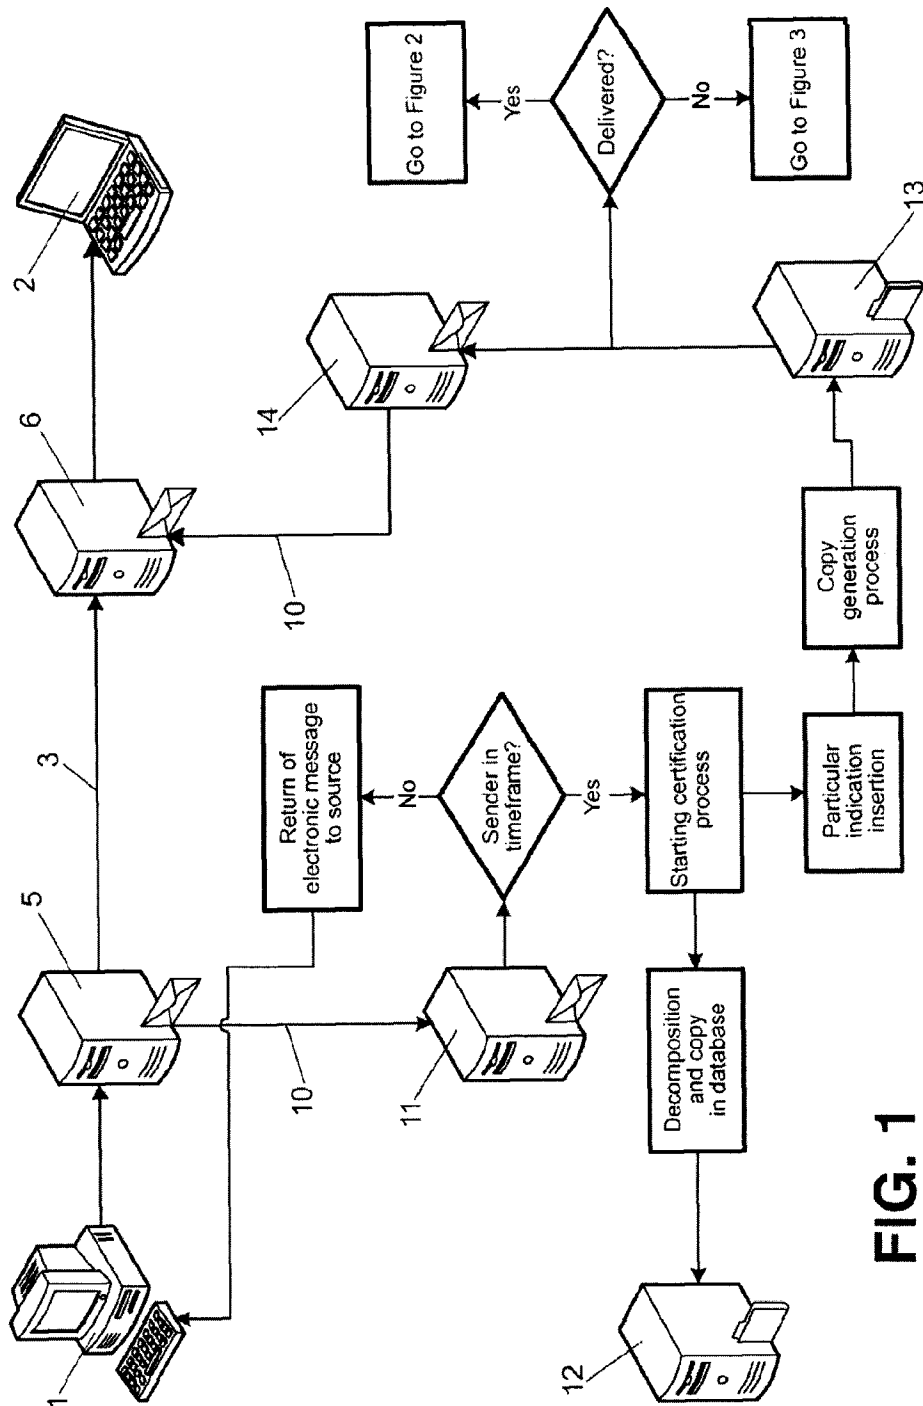 1
5
3
6
2
10
10
11
14
Return of
electronic message
to source
No
Sender in
timeframe?
Yes
Go to Figure 2
Yes
Delivered?
No
Go to Figure 3
12
Decomposition
and copy
in database
Starting certification
process
Particular
indication
insertion
Copy
generation
process
13
FIG. 1